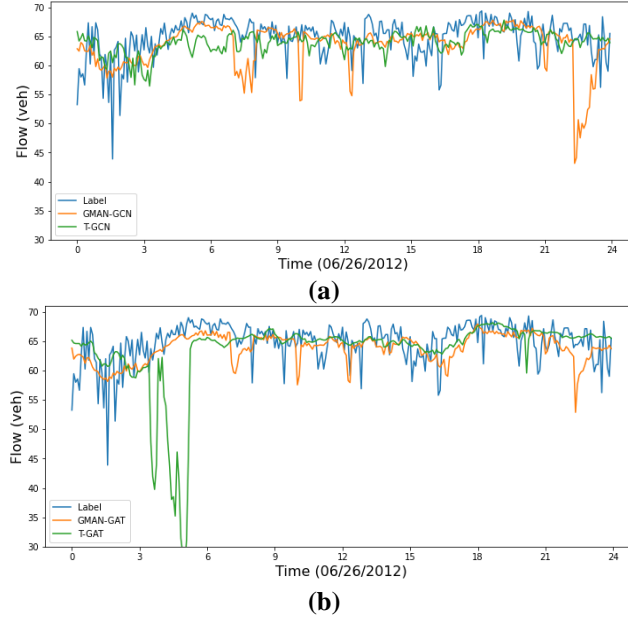 70
65
60
55
50
45
40
35
30
Flow (veh)
Label
GMAN-GCN
T-GCN
0 3 6 9 12 15 18 21 24
Time (06/26/2012)
(a)
70
65
60
55
50
45
40
35
30
Flow (veh)
Label
GMAN-GAT
T-GAT
0 3 6 9 12 15 18 21 24
Time (06/26/2012)
(b)